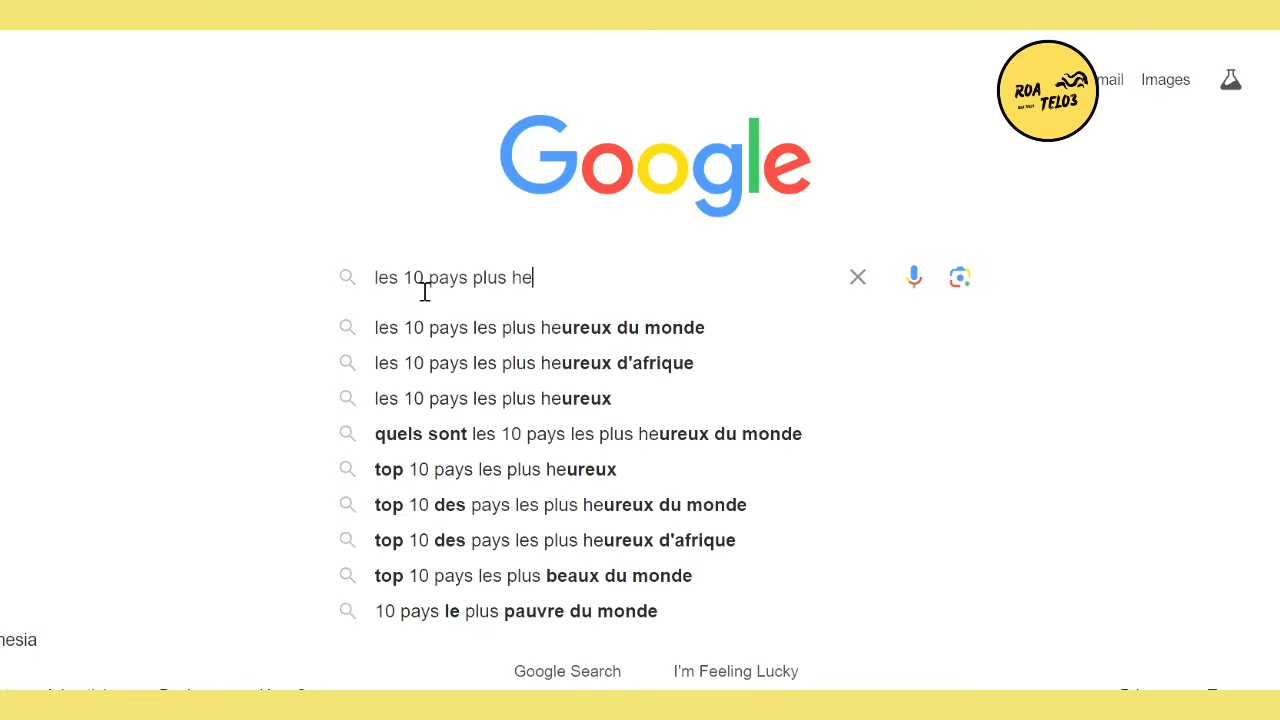 ROA
TELO3
ROA TELO
mail Images
Google
les 10 pays plus he
les 10 pays les plus heureux du monde
les 10 pays les plus heureux d'afrique
les 10 pays les plus heureux
quels sont les 10 pays les plus heureux du monde
top 10 pays les plus heureux
top 10 des pays les plus heureux du monde
top 10 des pays les plus heureux d'afrique
top 10 pays les plus beaux du monde
10 pays le plus pauvre du monde
nesia
Google Search I'm Feeling Lucky